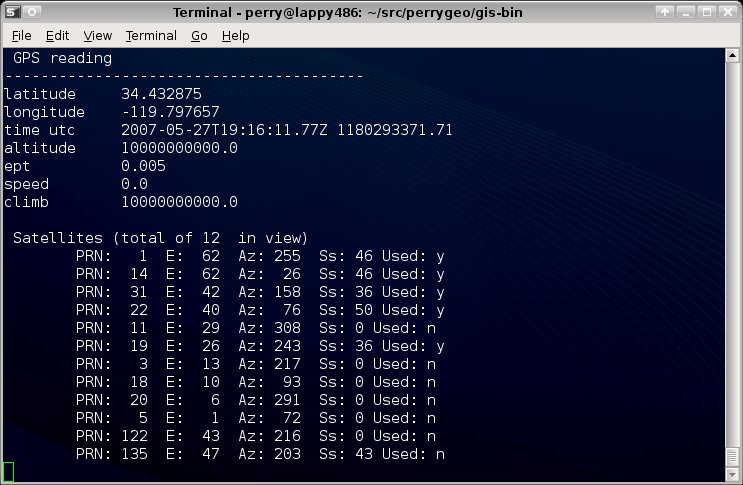 Terminal - perry@lappy486: ~/src/perrygeo/gis-bin
File Edit View Terminal Go Help
GPS reading
----------------------------------------
latitude 34.432875
longitude -119.797657
time utc 2007-05-27T19:16:11.77Z 1180293371.71
altitude 10000000000.0
ept 0.005
speed 0.0
climb 10000000000.0
Satellites (total of 12 in view)
PRN: 1 E: 62 Az: 255 Ss: 46 Used: y
PRN: 14 E: 62 Az: 26 Ss: 46 Used: y
PRN: 31 E: 42 Az: 158 Ss: 36 Used: y
PRN: 22 E: 40 Az: 76 Ss: 50 Used: y
PRN: 11 E: 29 Az: 308 Ss: 0 Used: n
PRN: 19 E: 26 Az: 243 Ss: 36 Used: y
PRN: 3 E: 13 Az: 217 Ss: 0 Used: n
PRN: 18 E: 10 Az: 93 Ss: 0 Used: n
PRN: 20 E: 6 Az: 291 Ss: 0 Used: n
PRN: 5 E: 1 Az: 72 Ss: 0 Used: n
PRN: 122 E: 43 Az: 216 Ss: 0 Used: n
PRN: 135 E: 47 Az: 203 Ss: 43 Used: n